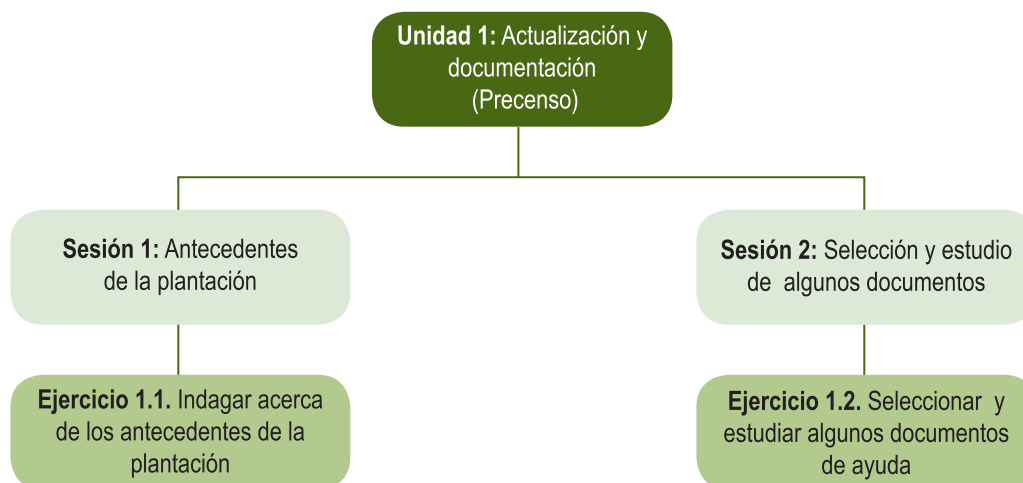 Unidad 1: Actualización y
documentación
(Precenso)
Sesión 1: Antecedentes
de la plantación
Sesión 2: Selección y estudio
de algunos documentos
Ejercicio 1.1. Indagar acerca
de los antecedentes de la
plantación
Ejercicio 1.2. Seleccionar y
estudiar algunos documentos
de ayuda